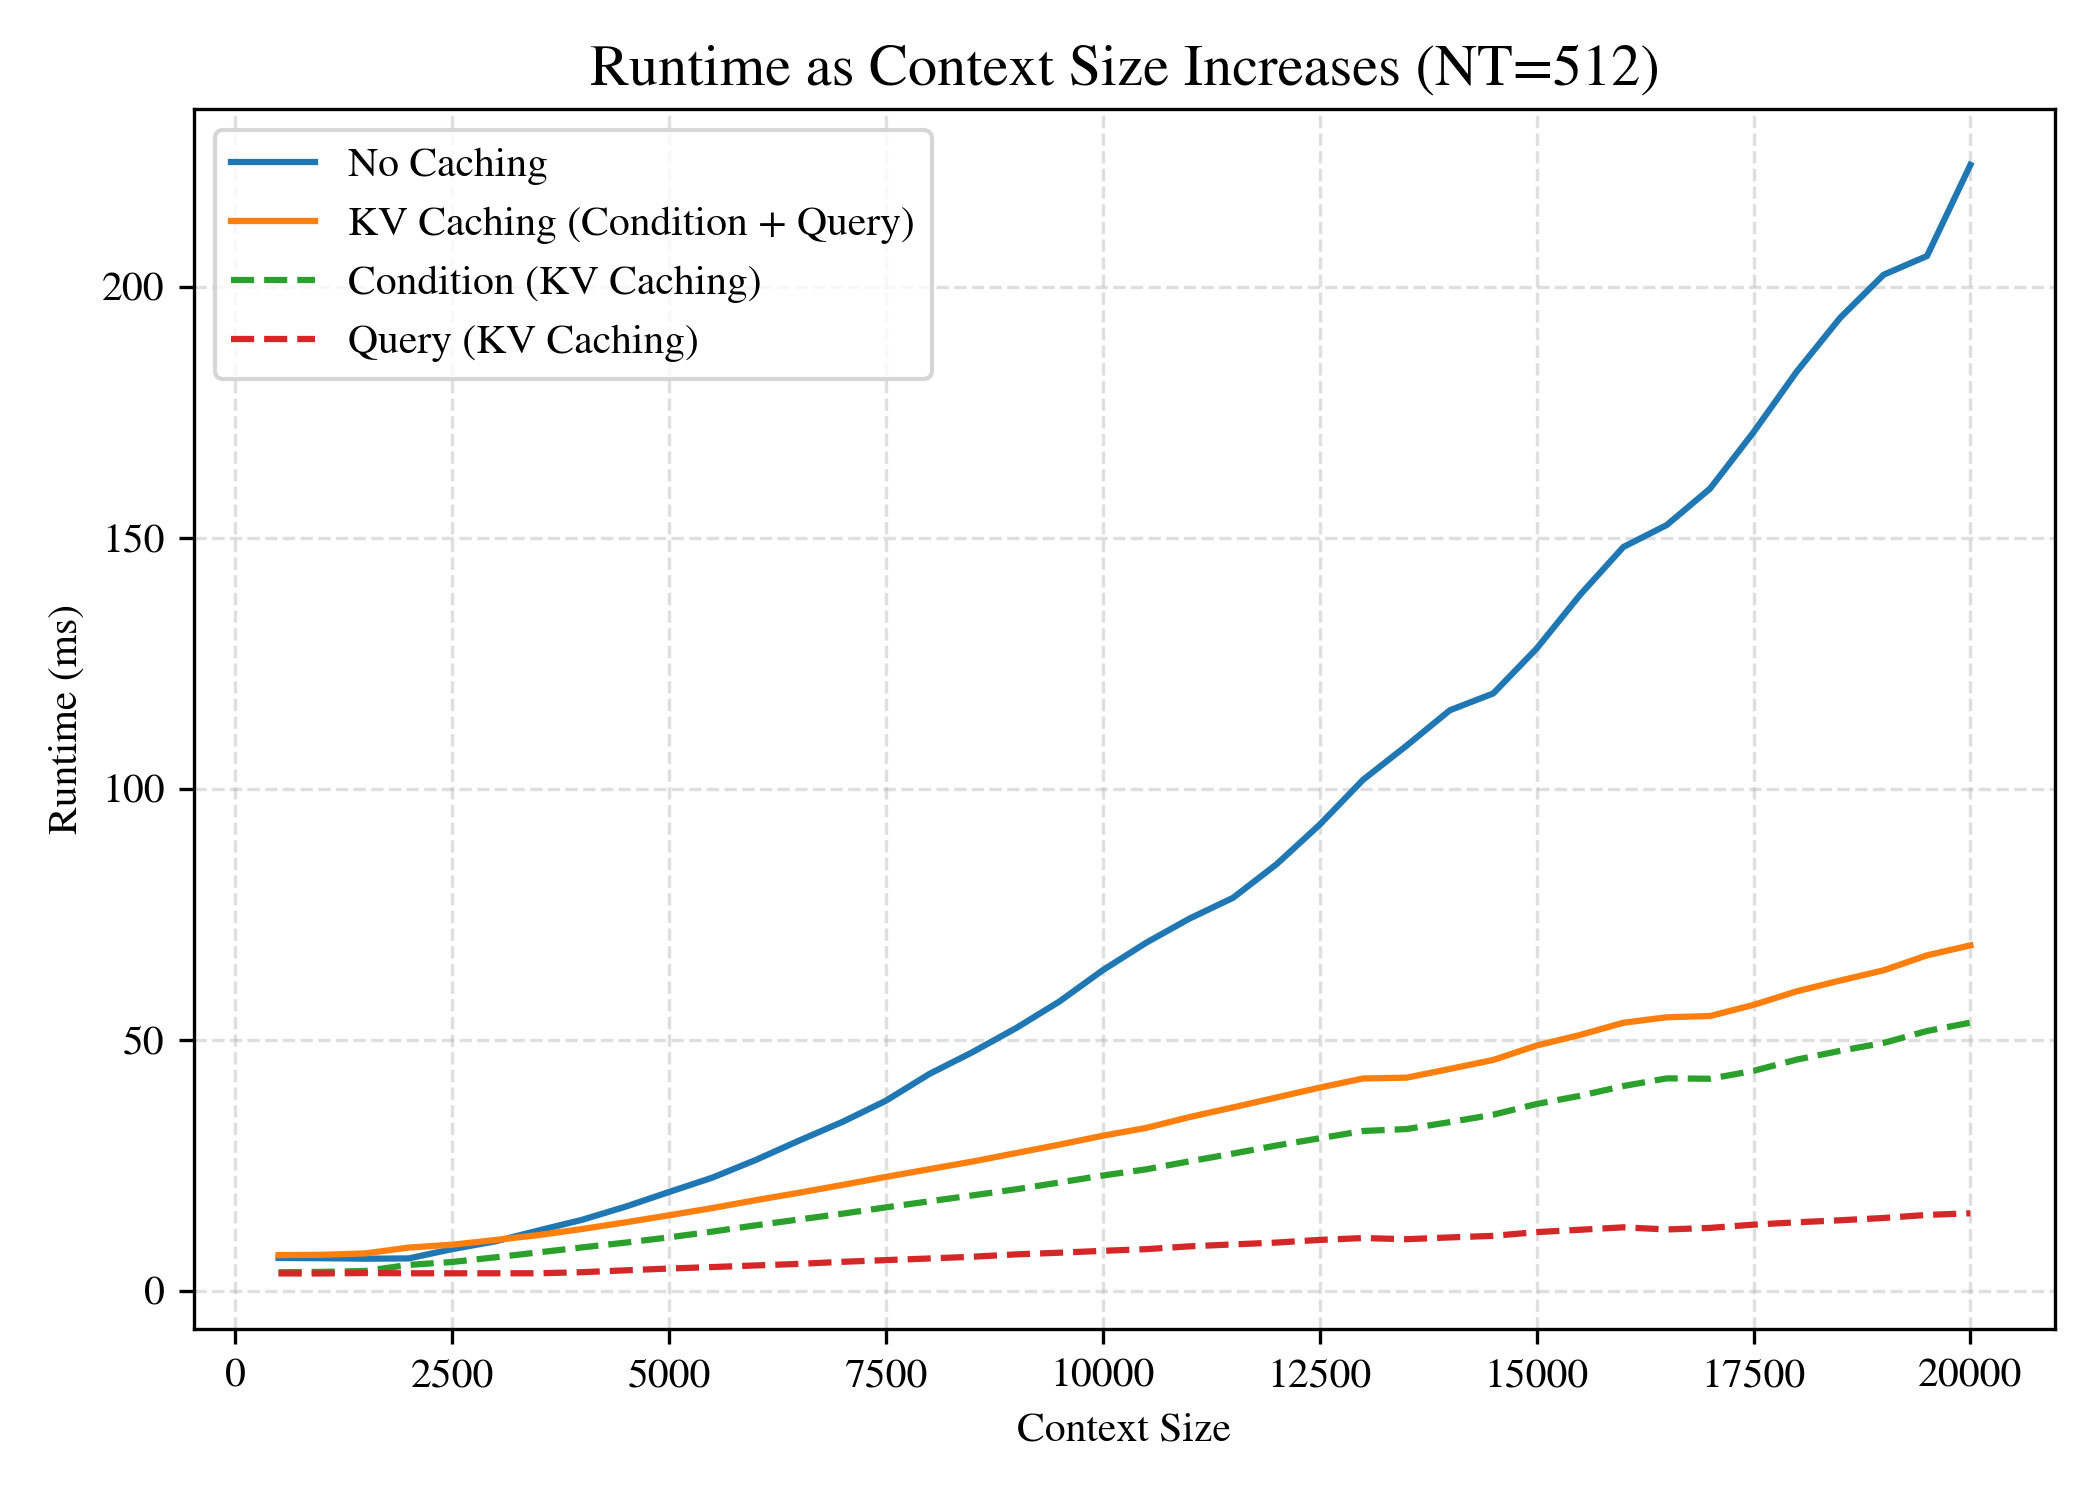 Runtime as Context Size Increases (NT=512)
No Caching
KV Caching (Condition + Query)
Condition (KV Caching)
Query (KV Caching)
Runtime (ms)
200
150
100
50
0
0 2500 5000 7500 10000 12500 15000 17500 20000
Context Size